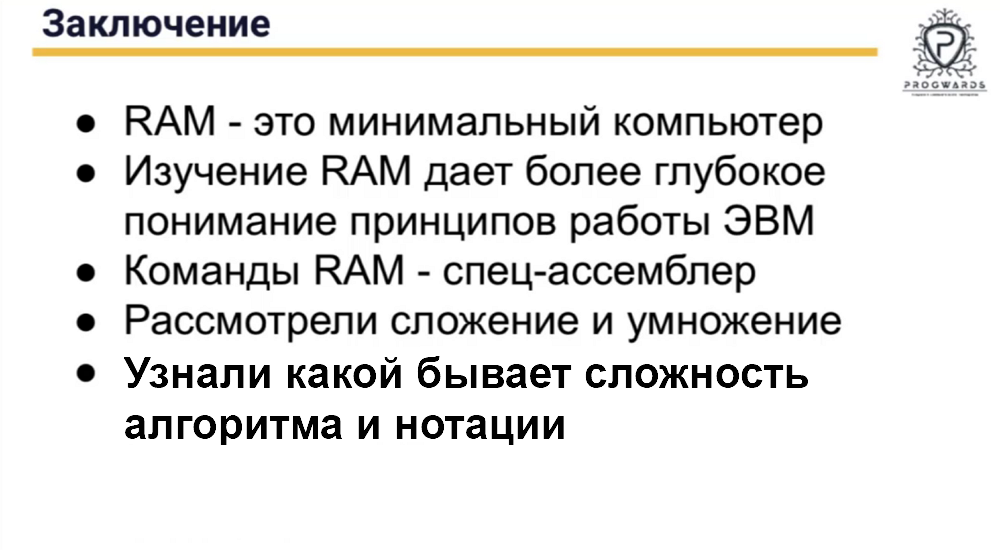 Заключение
PROGWARDS
● RAM - это минимальный компьютер
● Изучение RAM дает более глубокое
понимание принципов работы ЭВМ
● Команды RAM - спец-ассемблер
● Рассмотрели сложение и умножение
● Узнали какой бывает сложность
алгоритма и нотации